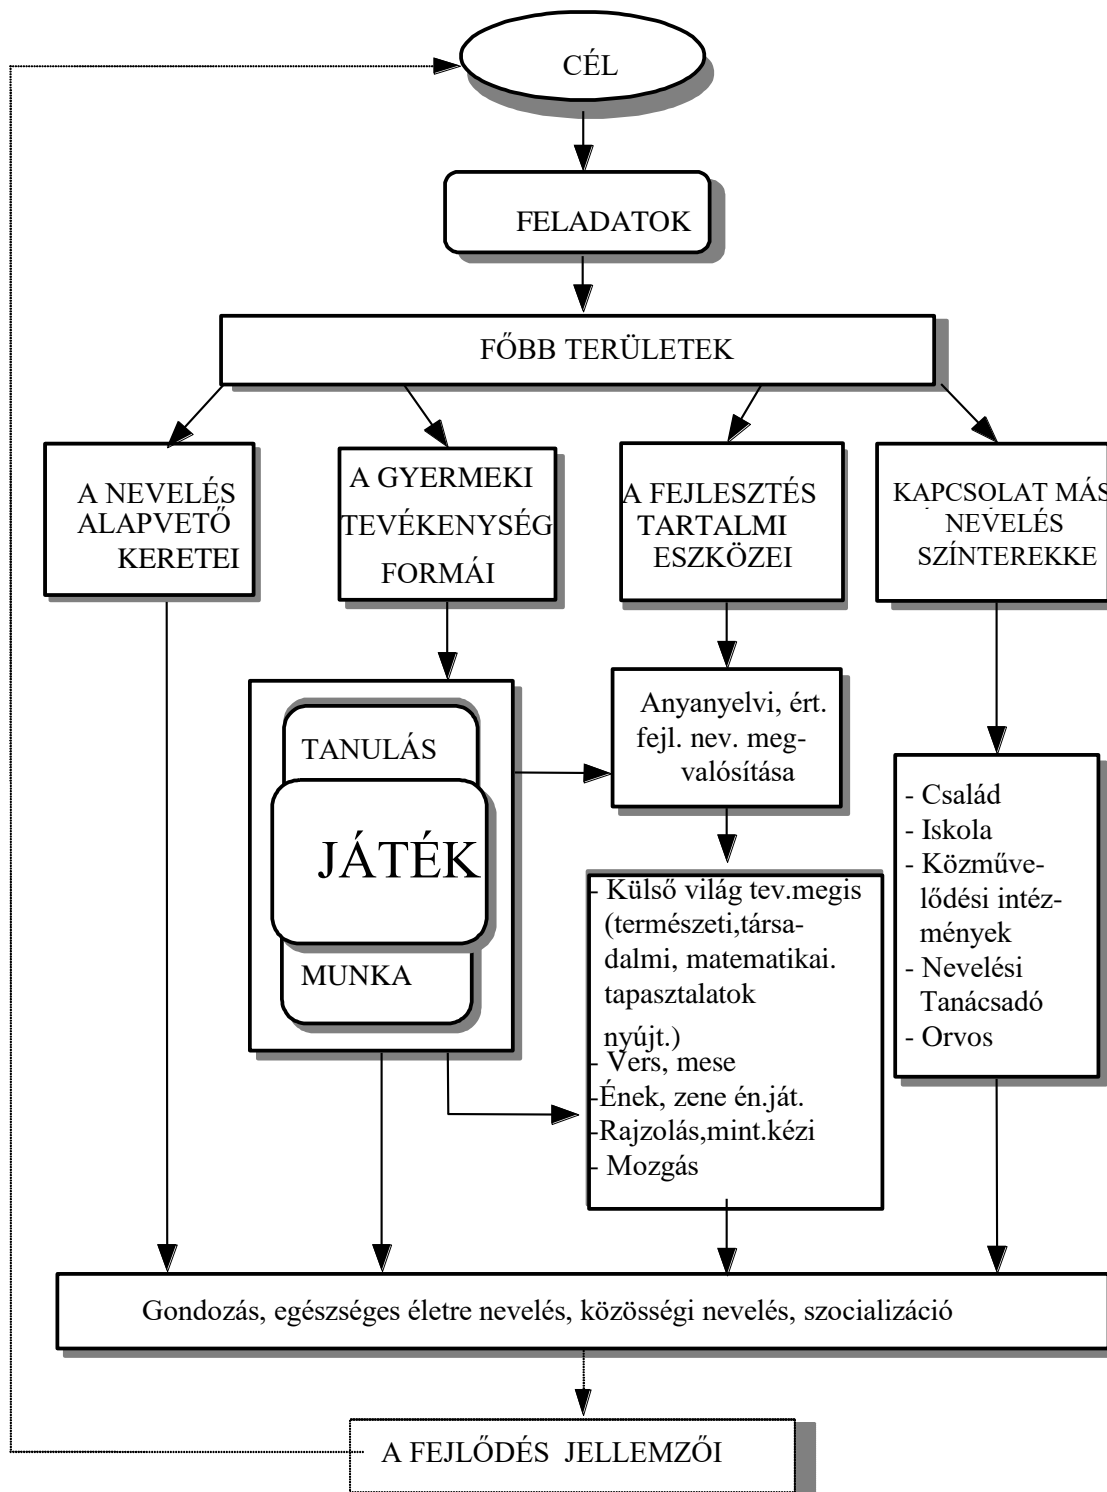 CÉL
FELADATOK
FŐBB TERÜLETEK
A NEVELÉS
ALAPVETŐ
KERETEI
A GYERMEKI
TEVÉKENYSÉG
FORMÁI
A FEJLESZTÉS
TARTALMI
ESZKÖZEI
KAPCSOLAT MÁS
NEVELÉS
SZÍNTEREKKE
TANULÁS
JÁTÉK
MUNKA
Anyanyelvi, ért.
fejl. nev. meg-
valósítása
- Külső világ tev.megis
(természeti,társa-
dalmi, matematikai.
tapasztalatok
nyújt.)
- Vers, mese
-Ének, zene én.ját.
-Rajzolás,mint.kézi
- Mozgás
- Család
- Iskola
- Közműve-
lődési intéz-
mények
- Nevelési
Tanácsadó
- Orvos
Gondozás, egészséges életre nevelés, közösségi nevelés, szocializáció
A FEJLŐDÉS JELLEMZŐI